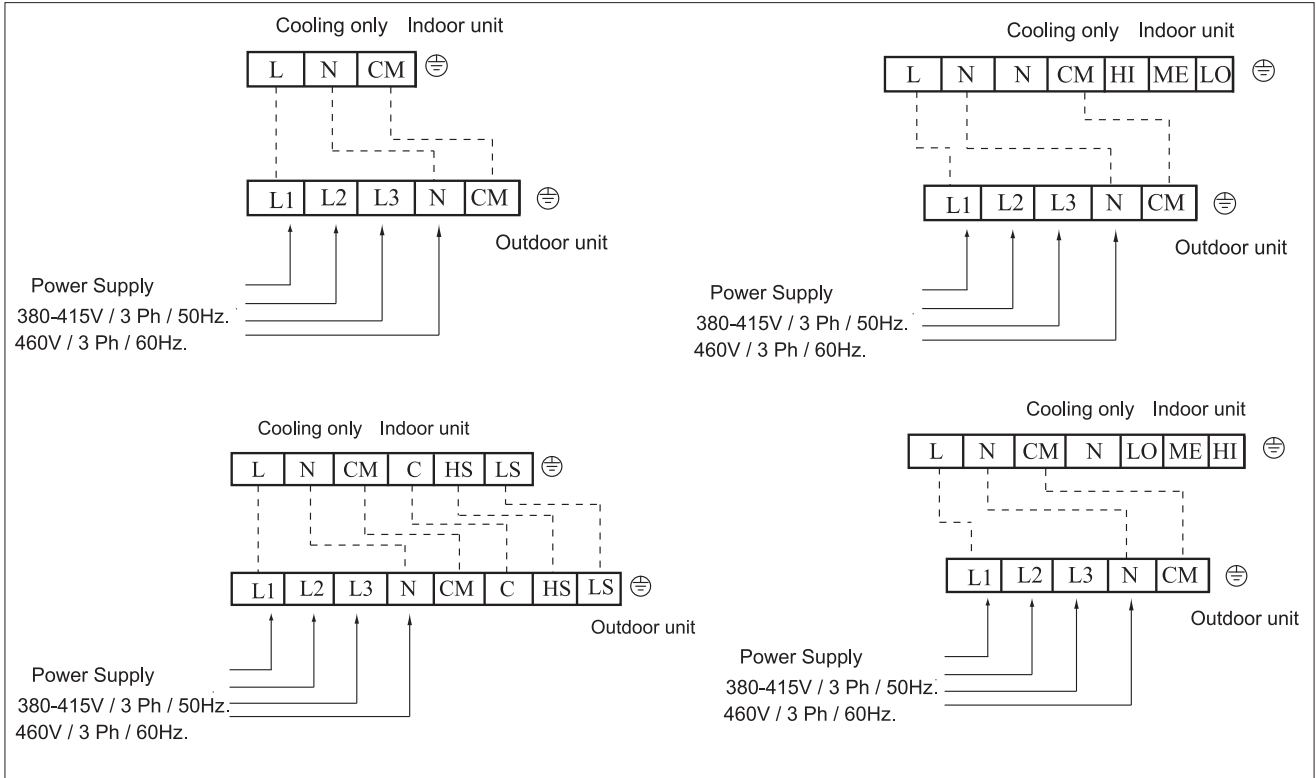 Cooling only Indoor unit
L N CM
L1 L2 L3 N CM
Outdoor unit
Power Supply
380-415V / 3 Ph / 50Hz.
460V / 3 Ph / 60Hz.
Cooling only Indoor unit
L N N CM HI ME LO
L1 L2 L3 N CM
Outdoor unit
Power Supply
380-415V / 3 Ph / 50Hz.
460V / 3 Ph / 60Hz.
Cooling only Indoor unit
L N CM C HS LS
L1 L2 L3 N CM C HS LS
Outdoor unit
Power Supply
380-415V / 3 Ph / 50Hz.
460V / 3 Ph / 60Hz.
Cooling only Indoor unit
L N CM N LO ME HI
L1 L2 L3 N CM
Outdoor unit
Power Supply
380-415V / 3 Ph / 50Hz.
460V / 3 Ph / 60Hz.